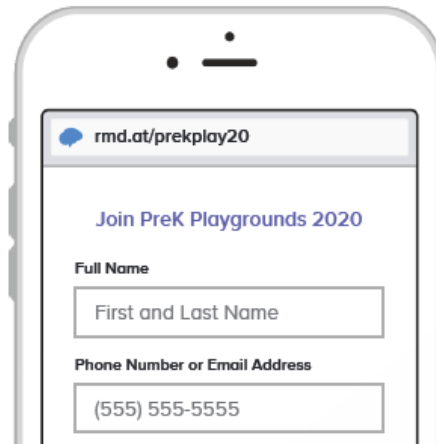 rmd.at/prekplay20
Join PreK Playgrounds 2020
Full Name
First and Last Name
Phone Number or Email Address
(555) 555-5555